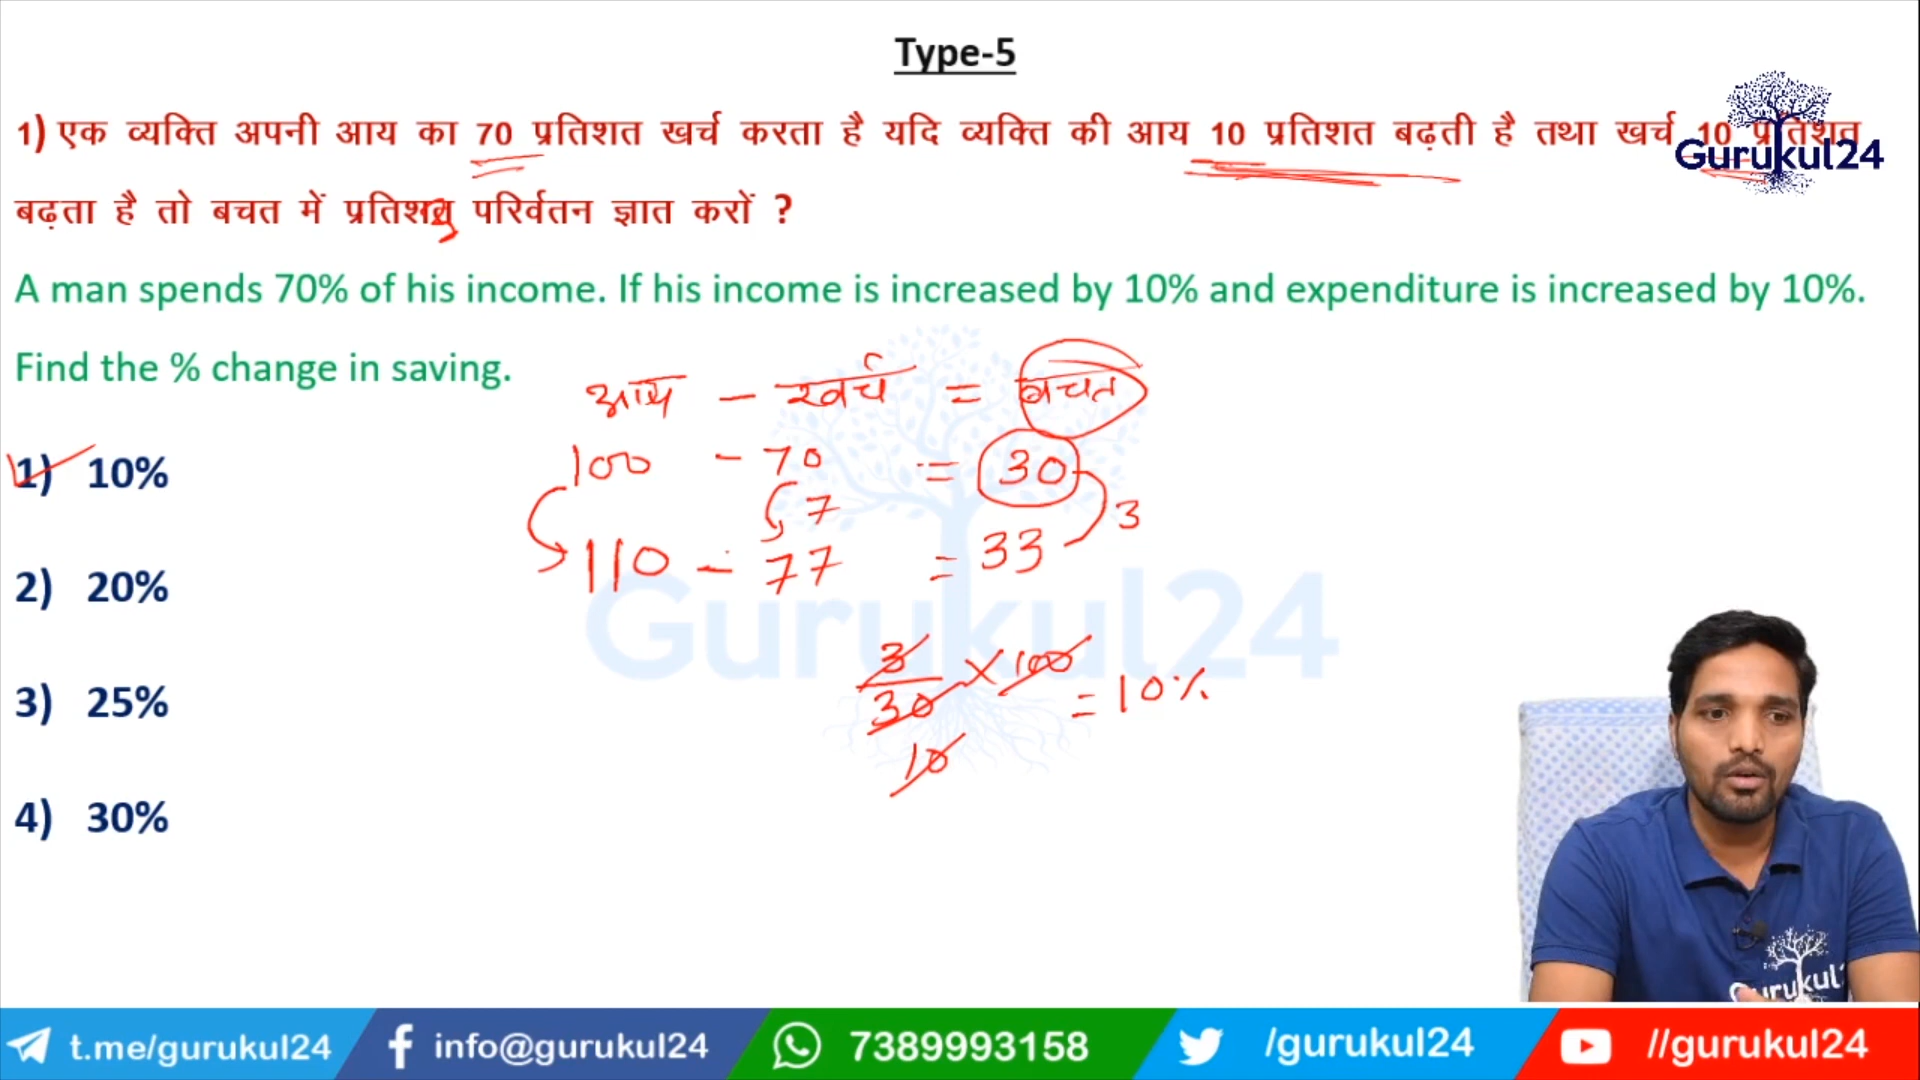 Type-5
1) एक व्यक्ति अपनी आय का 70 प्रतिशत खर्च करता है यदि व्यक्ति की आय 10 प्रतिशत बढ़ती है तथा खर्च 10 प्रतिशत
Gurukul24
बढ़ता है तो बचत में प्रतिशत परिर्वतन ज्ञात करों ?
A man spends 70% of his income. If his income is increased by 10% and expenditure is increased by 10%.
Find the % change in saving.
आय - खर्च = बचत
1) 10%
100 - 70 = 30
7
3
110 - 77 = 33
2) 20%
Gurukul24
3/30 × 100 = 10%
10
3) 25%
4) 30%
Gurukul2
t.me/gurukul24
info@gurukul24
7389993158
/gurukul24
//gurukul24